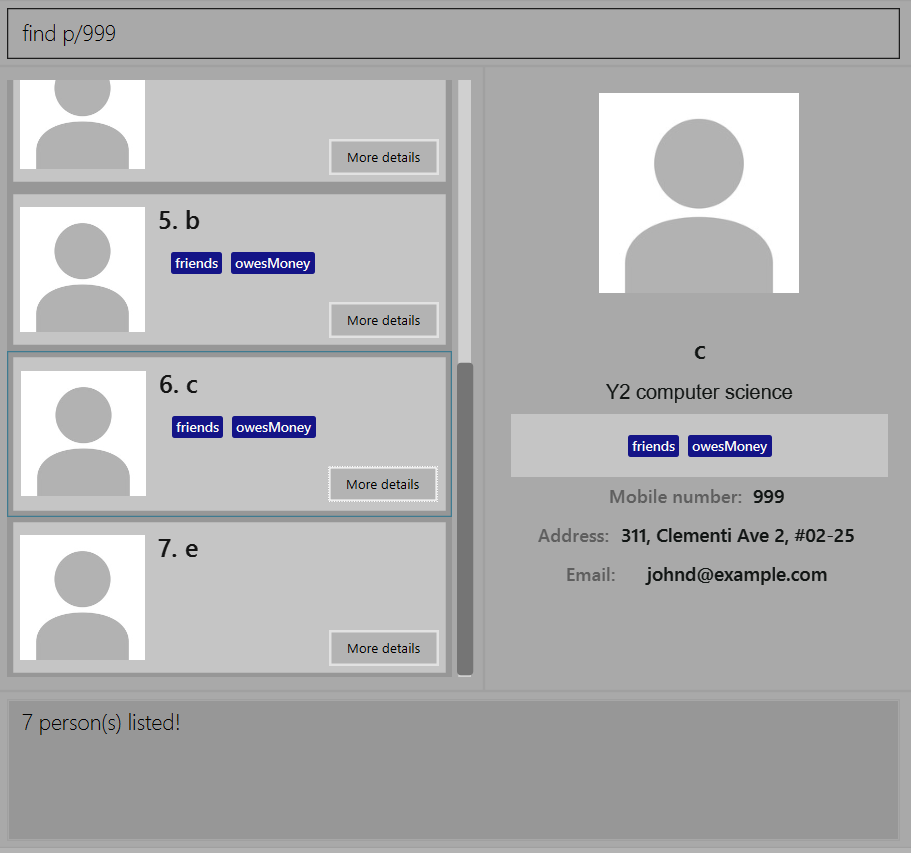 find p/999
More details
5. b
friends owesMoney
More details
6. c
friends owesMoney
More details
7. e
More details
c
Y2 computer science
friends owesMoney
Mobile number: 999
Address: 311, Clementi Ave 2, #02-25
Email: johnd@example.com
7 person(s) listed!